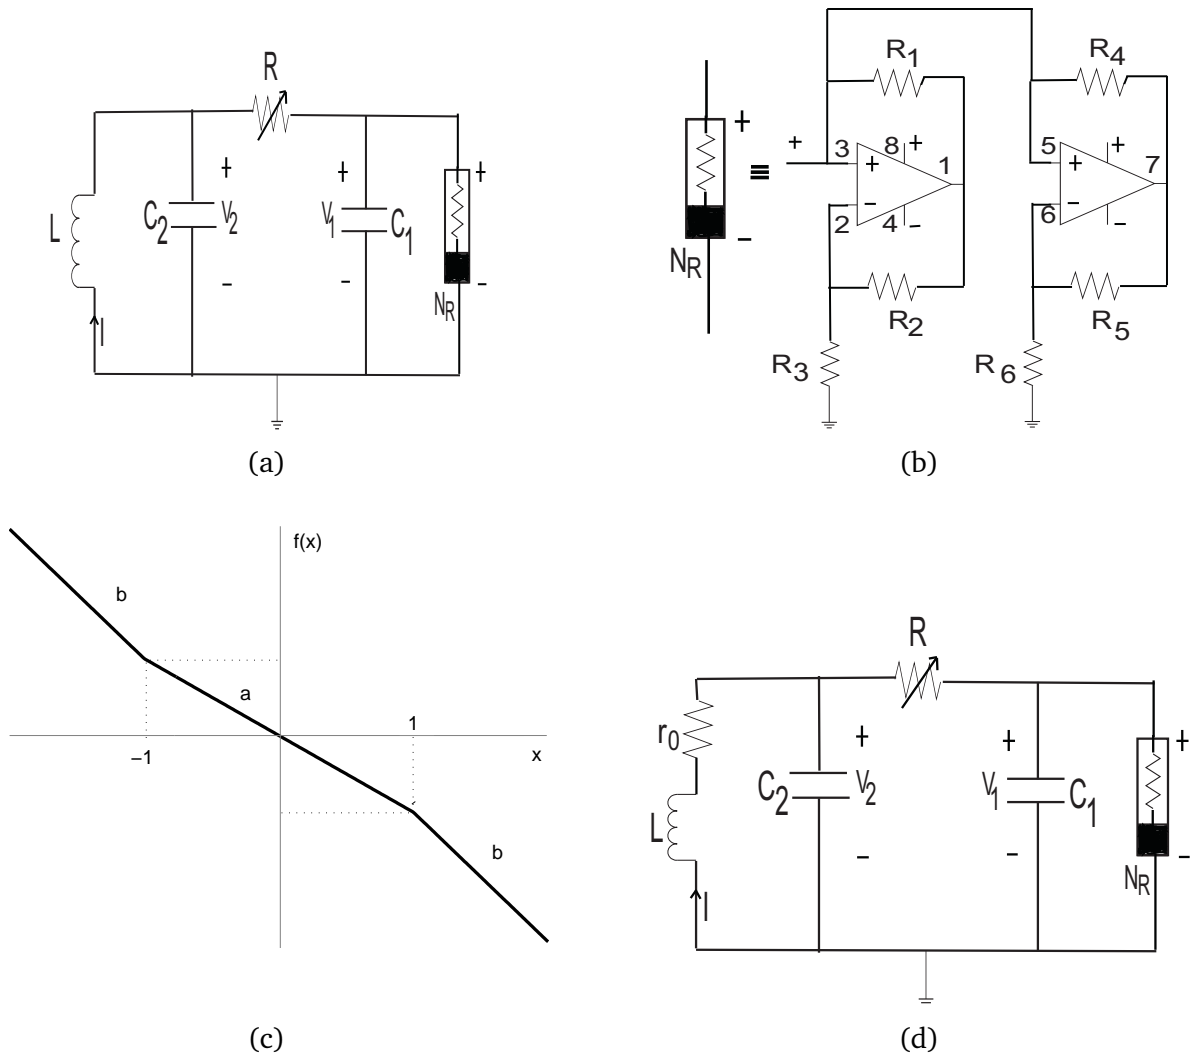 R
L
C2
+
V2
-
+
V1
-
C1
+
-
NR
I
(a)
+
-
NR
≡
+
R1
3
+
8
+
1
2
-
4
-
R2
R3
R4
5
+
+
7
6
-
-
R5
R6
(b)
f(x)
b
a
1
−1
x
b
(c)
R
r0
L
C2
+
V2
-
+
V1
-
C1
+
-
NR
I
(d)